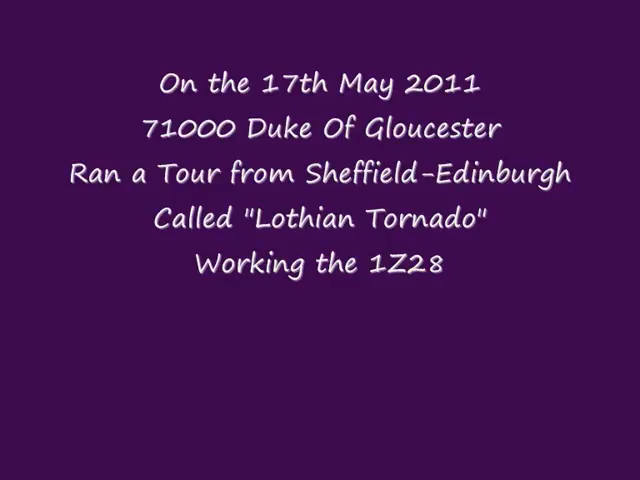 On the 17th May 2011
71000 Duke Of Gloucester
Ran a Tour from Sheffield-Edinburgh
Called "Lothian Tornado"
Working the 1Z28